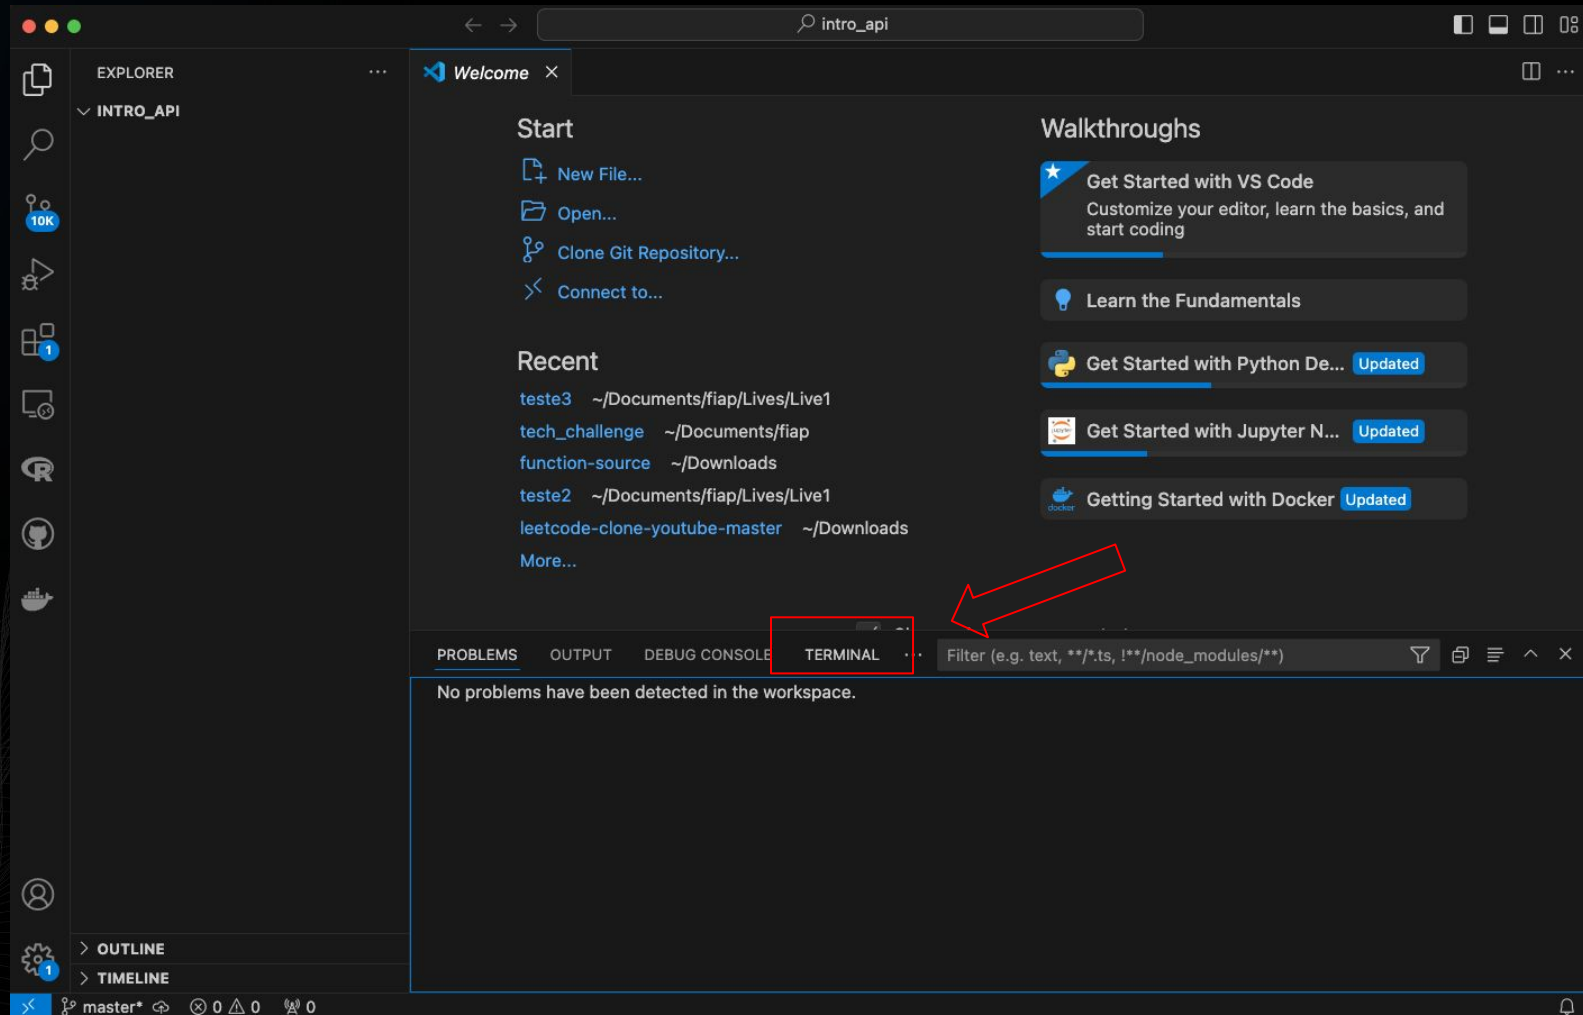 intro_api
EXPLORER
Welcome
INTRO_API
10K
1
Start
New File...
Open...
Clone Git Repository...
Connect to...
Recent
teste3 ~/Documents/fiap/Lives/Live1
tech_challenge ~/Documents/fiap
function-source ~/Downloads
teste2 ~/Documents/fiap/Lives/Live1
leetcode-clone-youtube-master ~/Downloads
More...
Walkthroughs
Get Started with VS Code
Customize your editor, learn the basics, and
start coding
Learn the Fundamentals
Get Started with Python De... Updated
Get Started with Jupyter N... Updated
docker
Getting Started with Docker Updated
PROBLEMS OUTPUT DEBUG CONSOLE TERMINAL ... Filter (e.g. text, **/*.ts, !**/node_modules/**)
No problems have been detected in the workspace.
OUTLINE
1
TIMELINE
master* 0 0 0